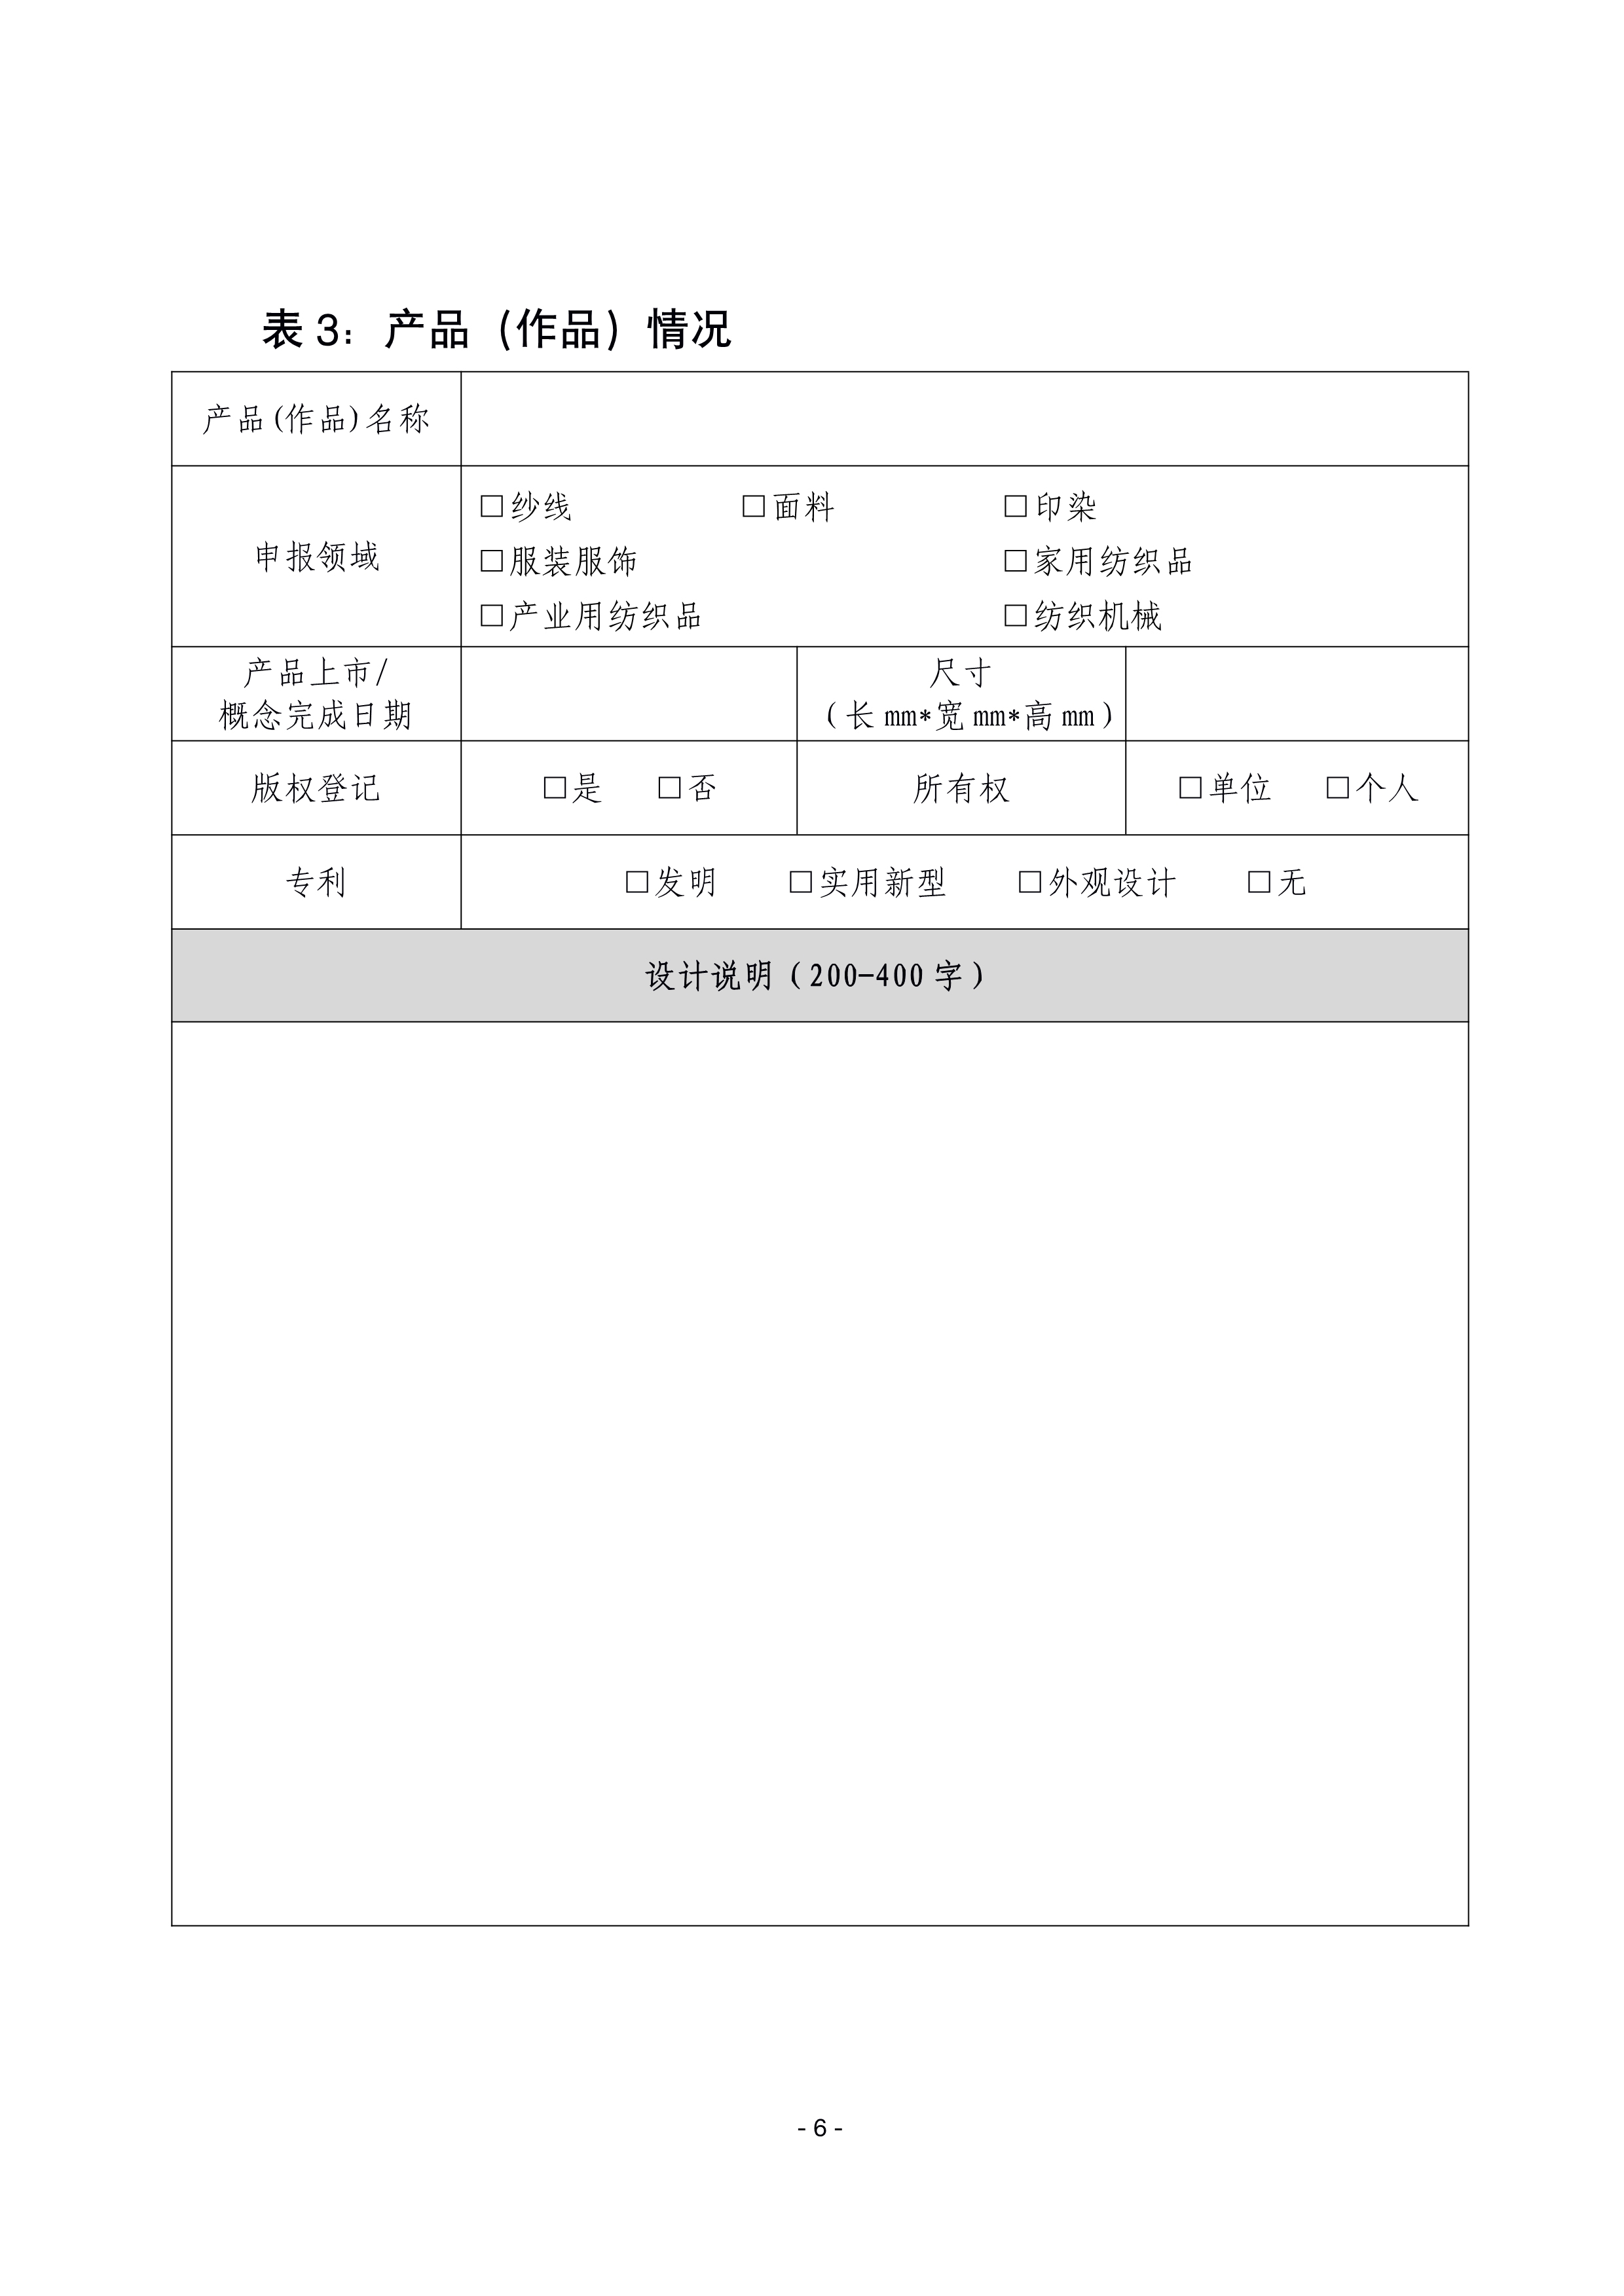 表 3：产品（作品）情况
产品(作品)名称
□纱线 □面料 □印染
申报领域
□服装服饰 □家用纺织品
□产业用纺织品 □纺织机械
产品上市/
概念完成日期
尺寸
（长 mm*宽 mm*高 mm）
版权登记 □是 □否 所有权 □单位 □个人
专利 □发明 □实用新型 □外观设计 □无
设计说明（200-400 字）
- 6 -